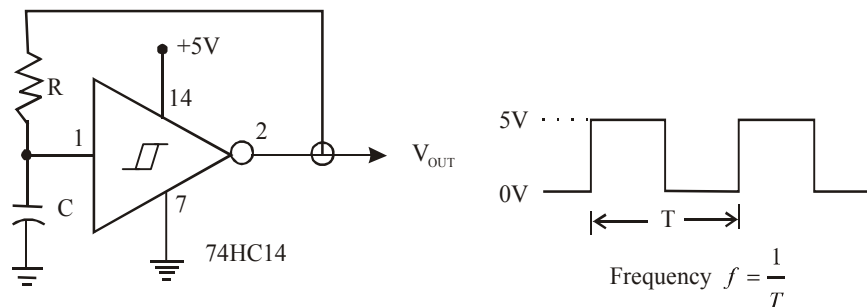 +5V
R
14
1
2
V_OUT
C
7
74HC14
5V
0V
T
Frequency f = 1/T